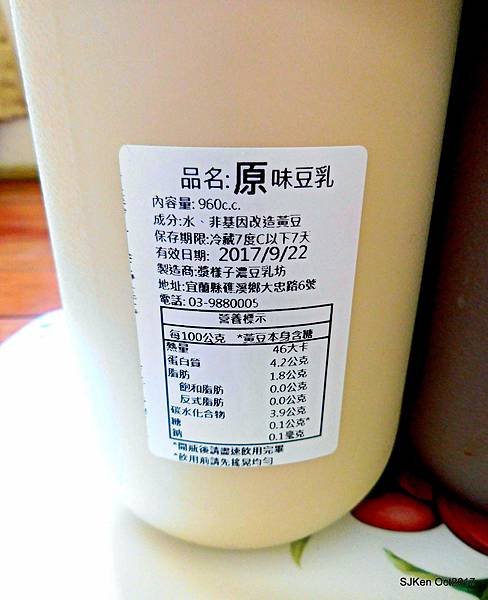 品名:原味豆乳
內容量: 960c.c.
成分:水、非基因改造黃豆
保存期限:冷藏7度C以下7天
有效日期: 2017/9/22
製造商:漿樣子濃豆乳坊
地址:宜蘭縣礁溪鄉大忠路6號
電話: 03-9880005
營養標示
每100公克 *黃豆本身含糖
熱量 46大卡
蛋白質 4.2公克
脂肪 1.8公克
飽和脂肪 0.0公克
反式脂肪 0.0公克
碳水化合物 3.9公克
糖 0.1公克*
鈉 0.1毫克
*開瓶後請盡速飲用完畢
*飲用前請先搖晃均勻
SJKen Oct2017